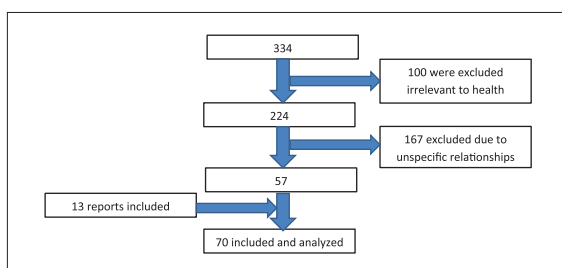 334
100 were excluded
irrelevant to health
224
167 excluded due to
unspecific relationships
57
13 reports included
70 included and analyzed